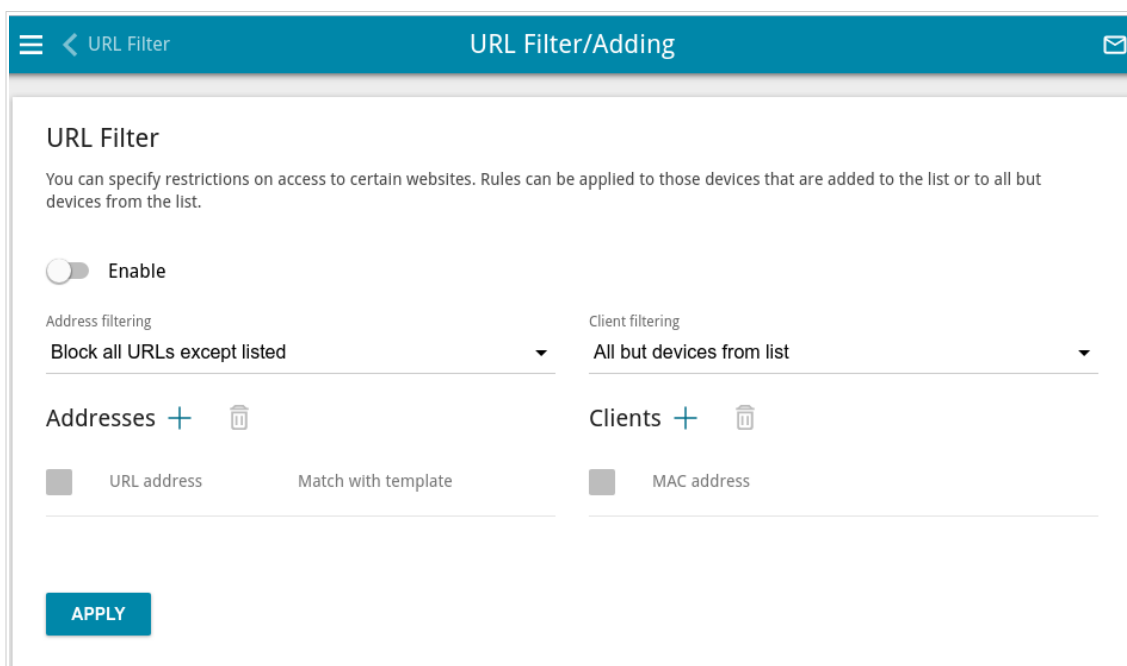 URL Filter
URL Filter/Adding
URL Filter
You can specify restrictions on access to certain websites. Rules can be applied to those devices that are added to the list or to all but
devices from the list.
Enable
Address filtering
Client filtering
Block all URLs except listed
All but devices from list
Addresses
Clients
URL address
Match with template
MAC address
APPLY